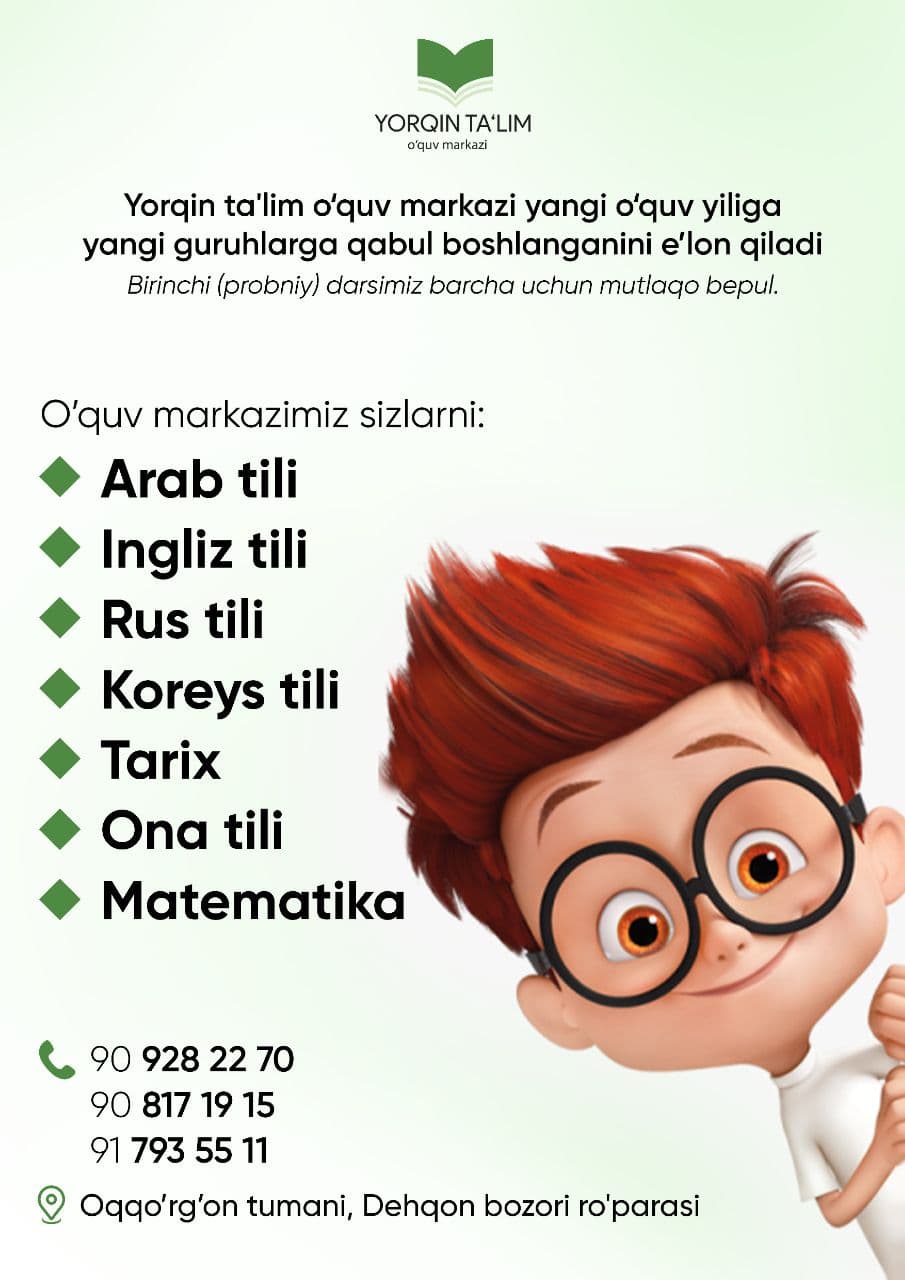 YORQIN TA‘LIM
o‘quv markazi
Yorqin ta'lim o‘quv markazi yangi o‘quv yiliga
yangi guruhlarga qabul boshlanganini e’lon qiladi
Birinchi (probniy) darsimiz barcha uchun mutlaqo bepul.
O’quv markazimiz sizlarni:
Arab tili
Ingliz tili
Rus tili
Koreys tili
Tarix
Ona tili
Matematika
90 928 22 70
90 817 19 15
91 793 55 11
Oqqo’rg’on tumani, Dehqon bozori ro'parasi